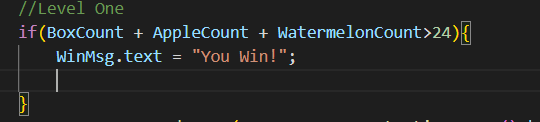 //Level One
if(BoxCount + AppleCount + WatermelonCount>24){
WinMsg.text = "You Win!";
}